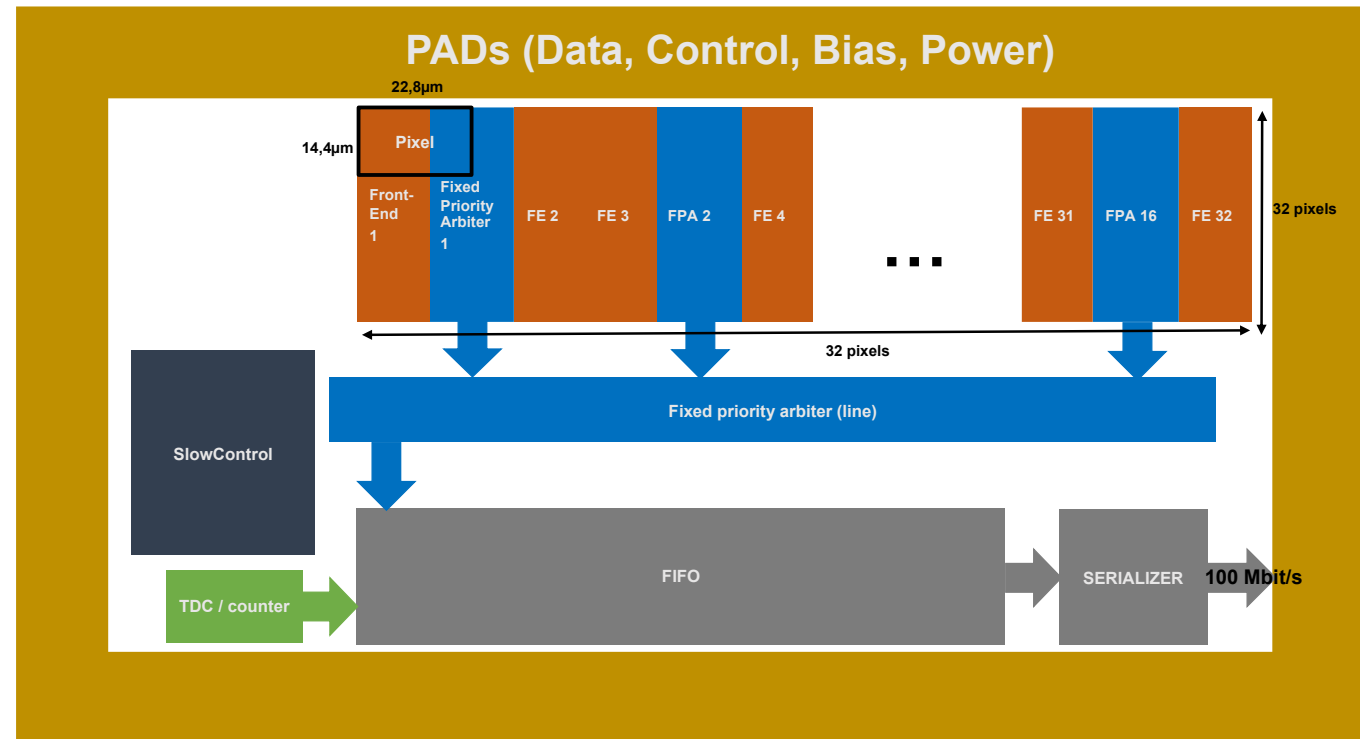 PADs (Data, Control, Bias, Power)
22,8µm
14,4µm
Pixel
Front-
End
1
Fixed
Priority
Arbiter
1
FE 2
FE 3
FPA 2
FE 4
...
FE 31
FPA 16
FE 32
32 pixels
32 pixels
Fixed priority arbiter (line)
SlowControl
FIFO
SERIALIZER
100 Mbit/s
TDC / counter